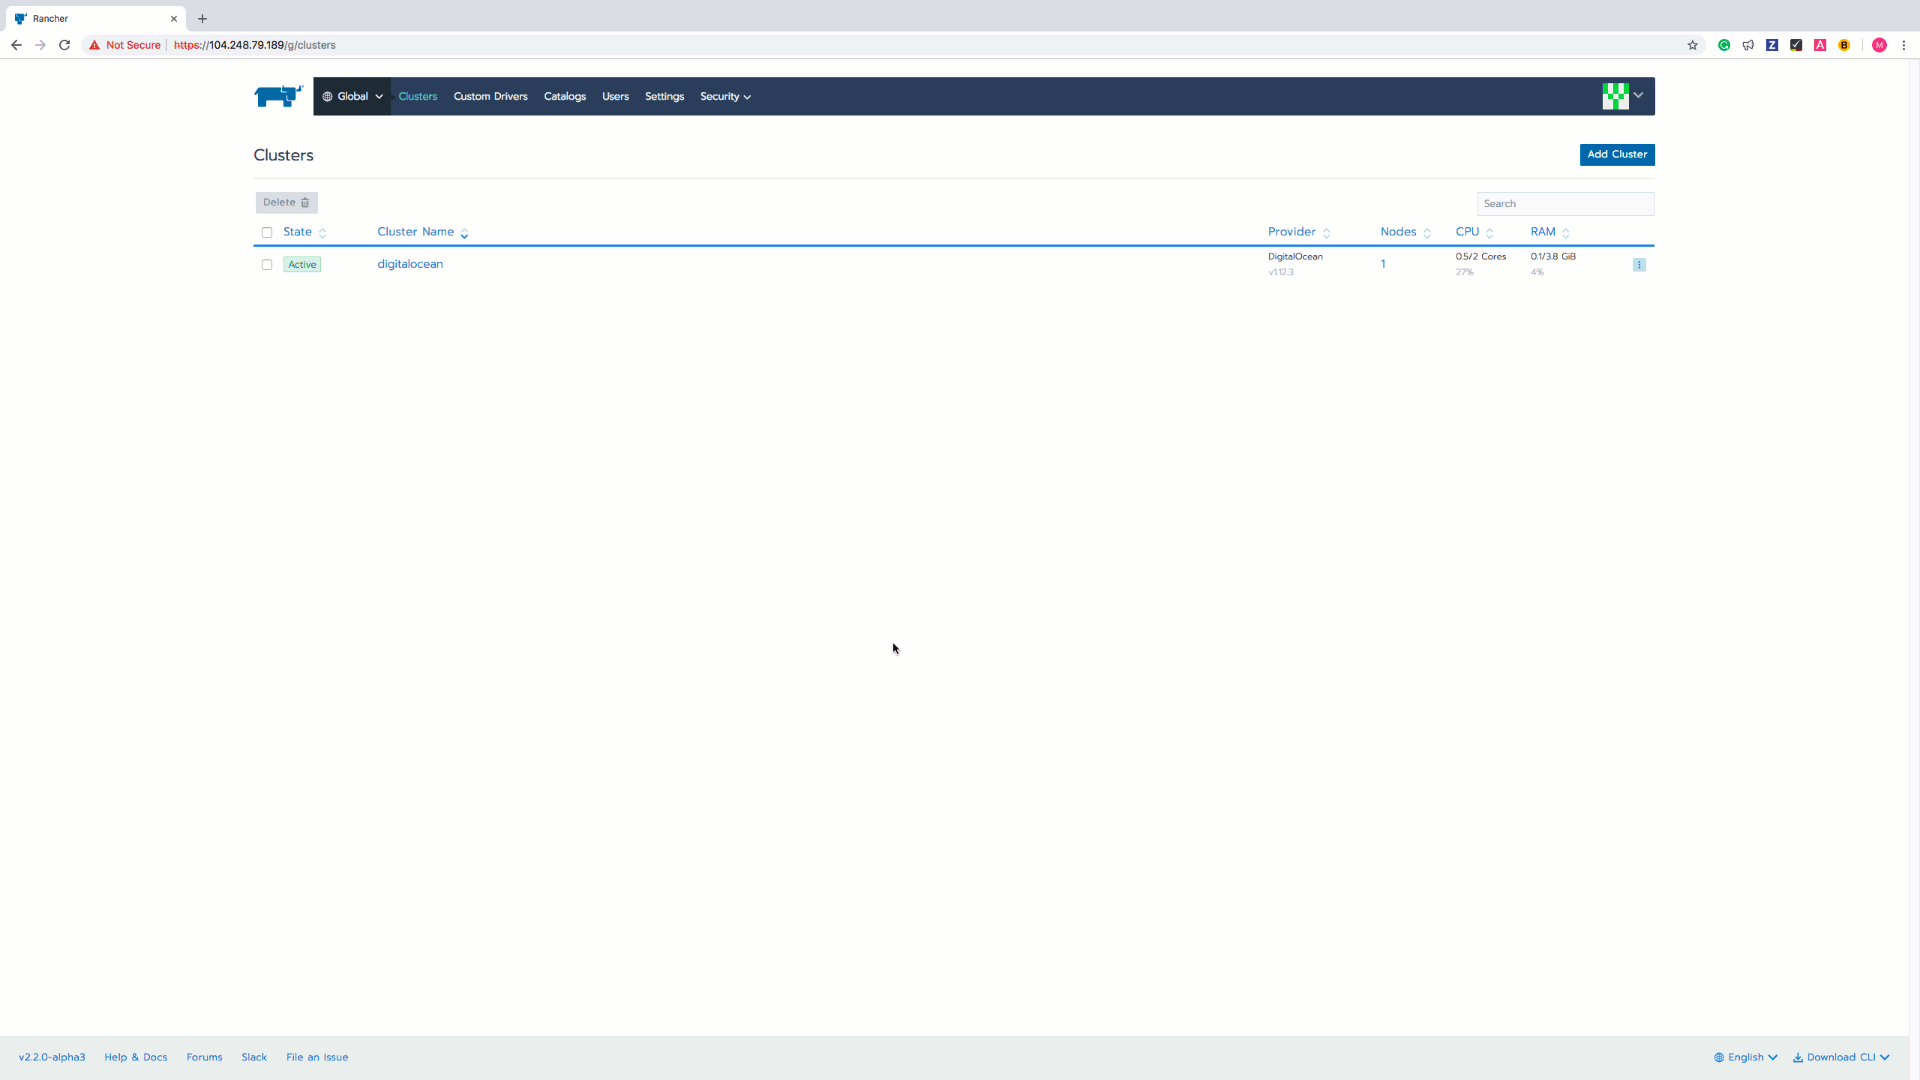 Rancher
Not Secure https://104.248.79.189/g/clusters
Z A B M
Global Clusters Custom Drivers Catalogs Users Settings Security
Clusters
Add Cluster
Delete
Search
State Cluster Name Provider Nodes CPU RAM
Active digitalocean DigitalOcean 1 0.5/2 Cores 0.1/3.8 GiB
v1.12.3 27% 4%
v2.2.0-alpha3 Help & Docs Forums Slack File an Issue English Download CLI